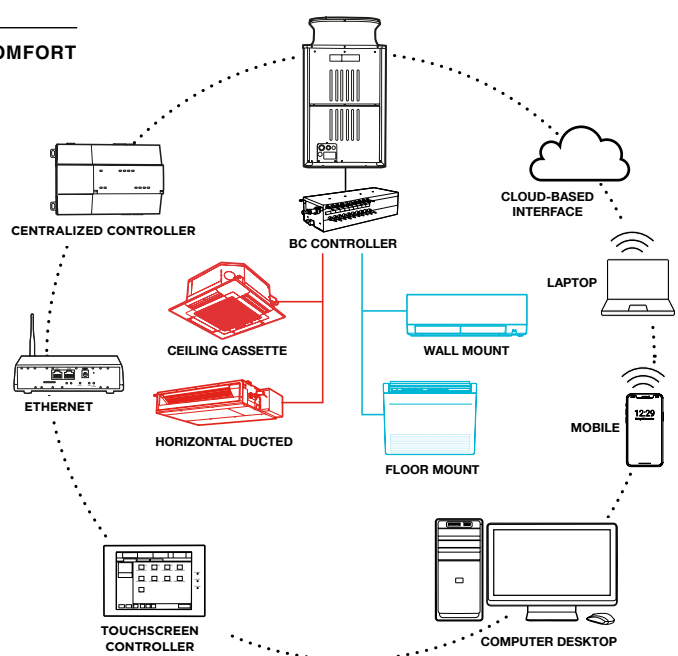 OMFORT
CLOUD-BASED
INTERFACE
CENTRALIZED CONTROLLER
BC CONTROLLER
LAPTOP
CEILING CASSETTE
WALL MOUNT
ETHERNET
12:29
MOBILE
HORIZONTAL DUCTED
FLOOR MOUNT
TOUCHSCREEN
CONTROLLER
COMPUTER DESKTOP